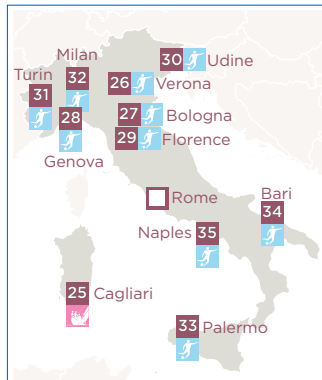 30 Udine
Milan
32
Turin
31
26 Verona
27 Bologna
28
29 Florence
Genova
Rome
Bari
34
Naples 35
25 Cagliari
33 Palermo